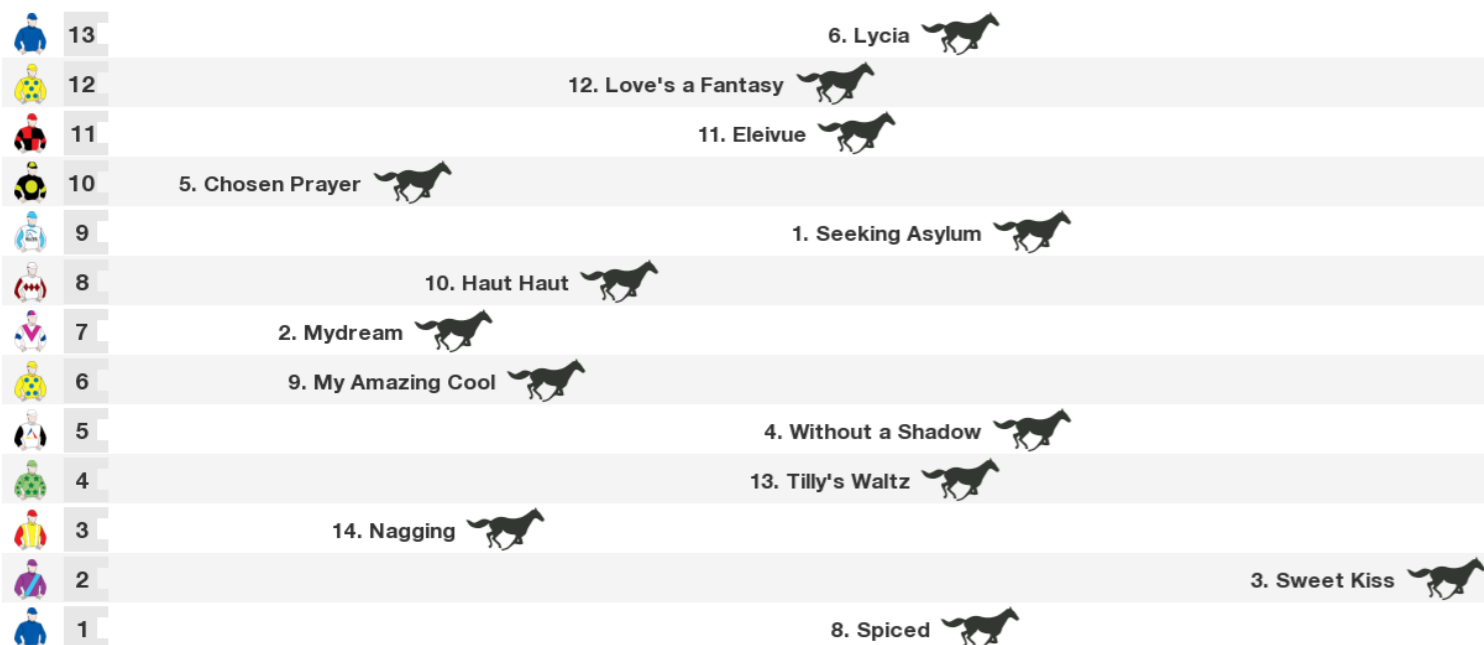 13 6. Lycia
12 12. Love's a Fantasy
11 11. Eleivue
10 5. Chosen Prayer
9 1. Seeking Asylum
8 10. Haut Haut
7 2. Mydream
6 9. My Amazing Cool
5 4. Without a Shadow
4 13. Tilly's Waltz
3 14. Nagging
2 3. Sweet Kiss
1 8. Spiced